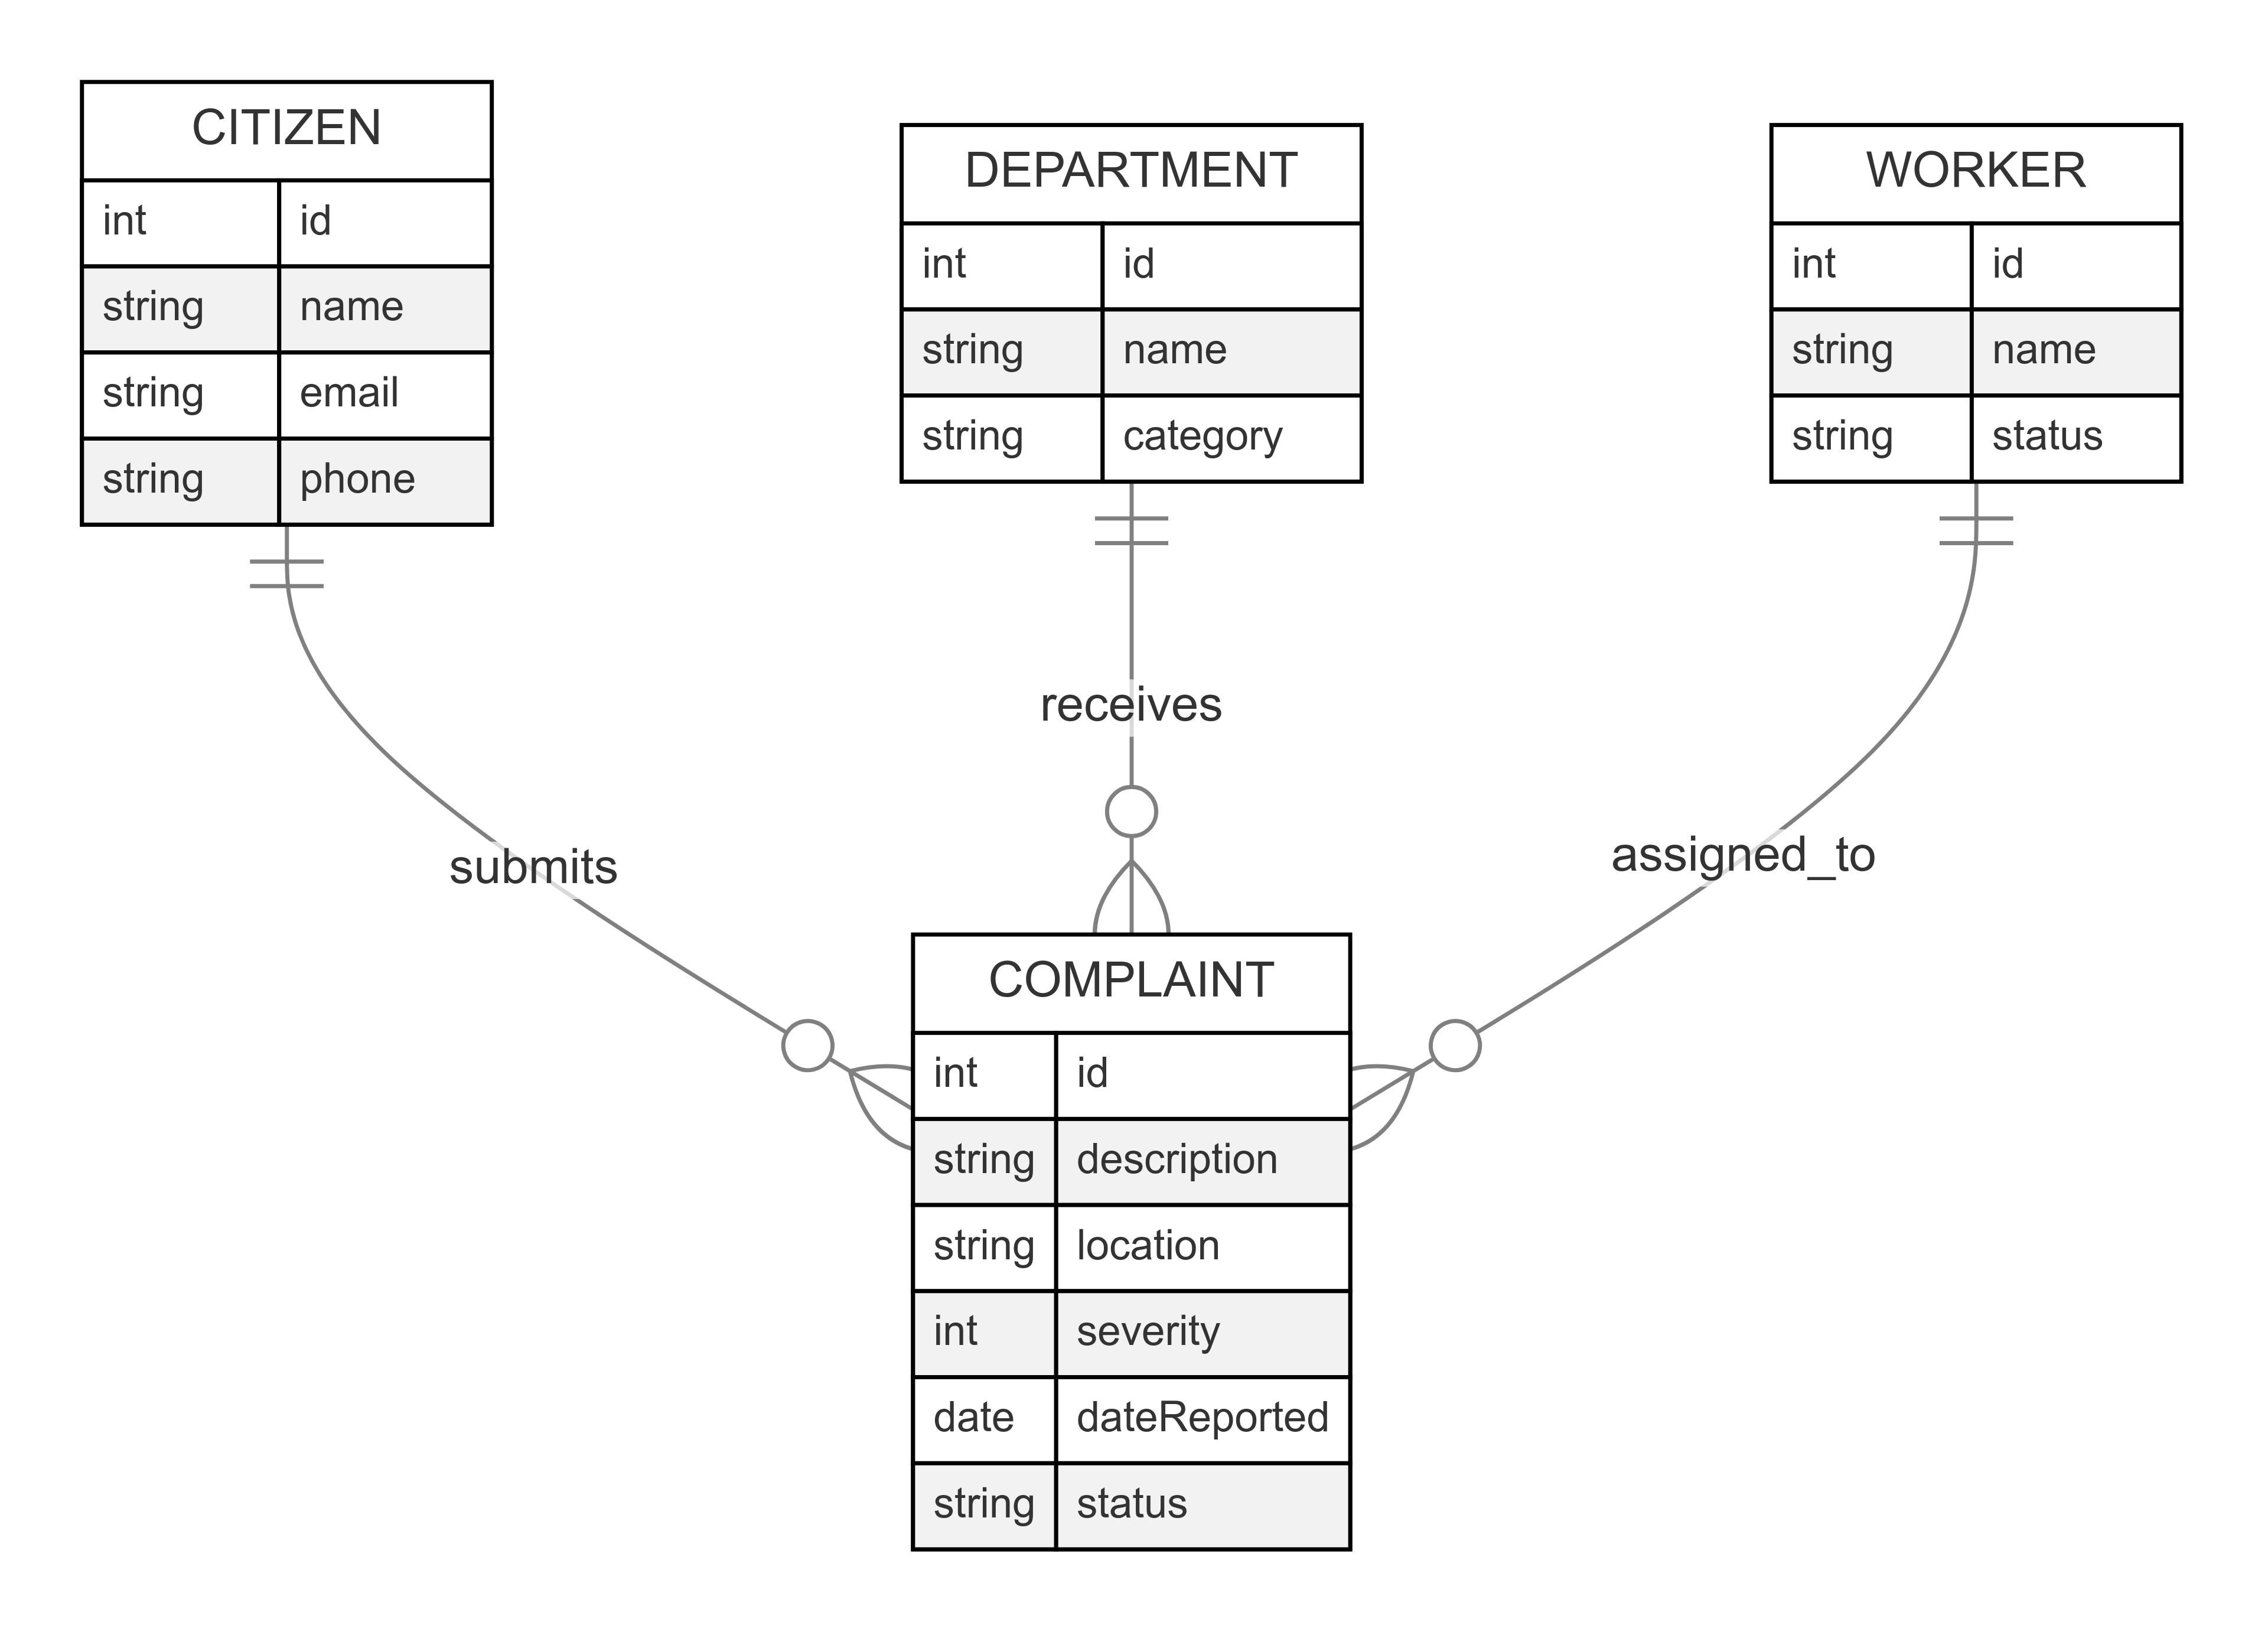 CITIZEN
int id
string name
string email
string phone
DEPARTMENT
int id
string name
string category
WORKER
int id
string name
string status
receives
submits
assigned_to
COMPLAINT
int id
string description
string location
int severity
date dateReported
string status